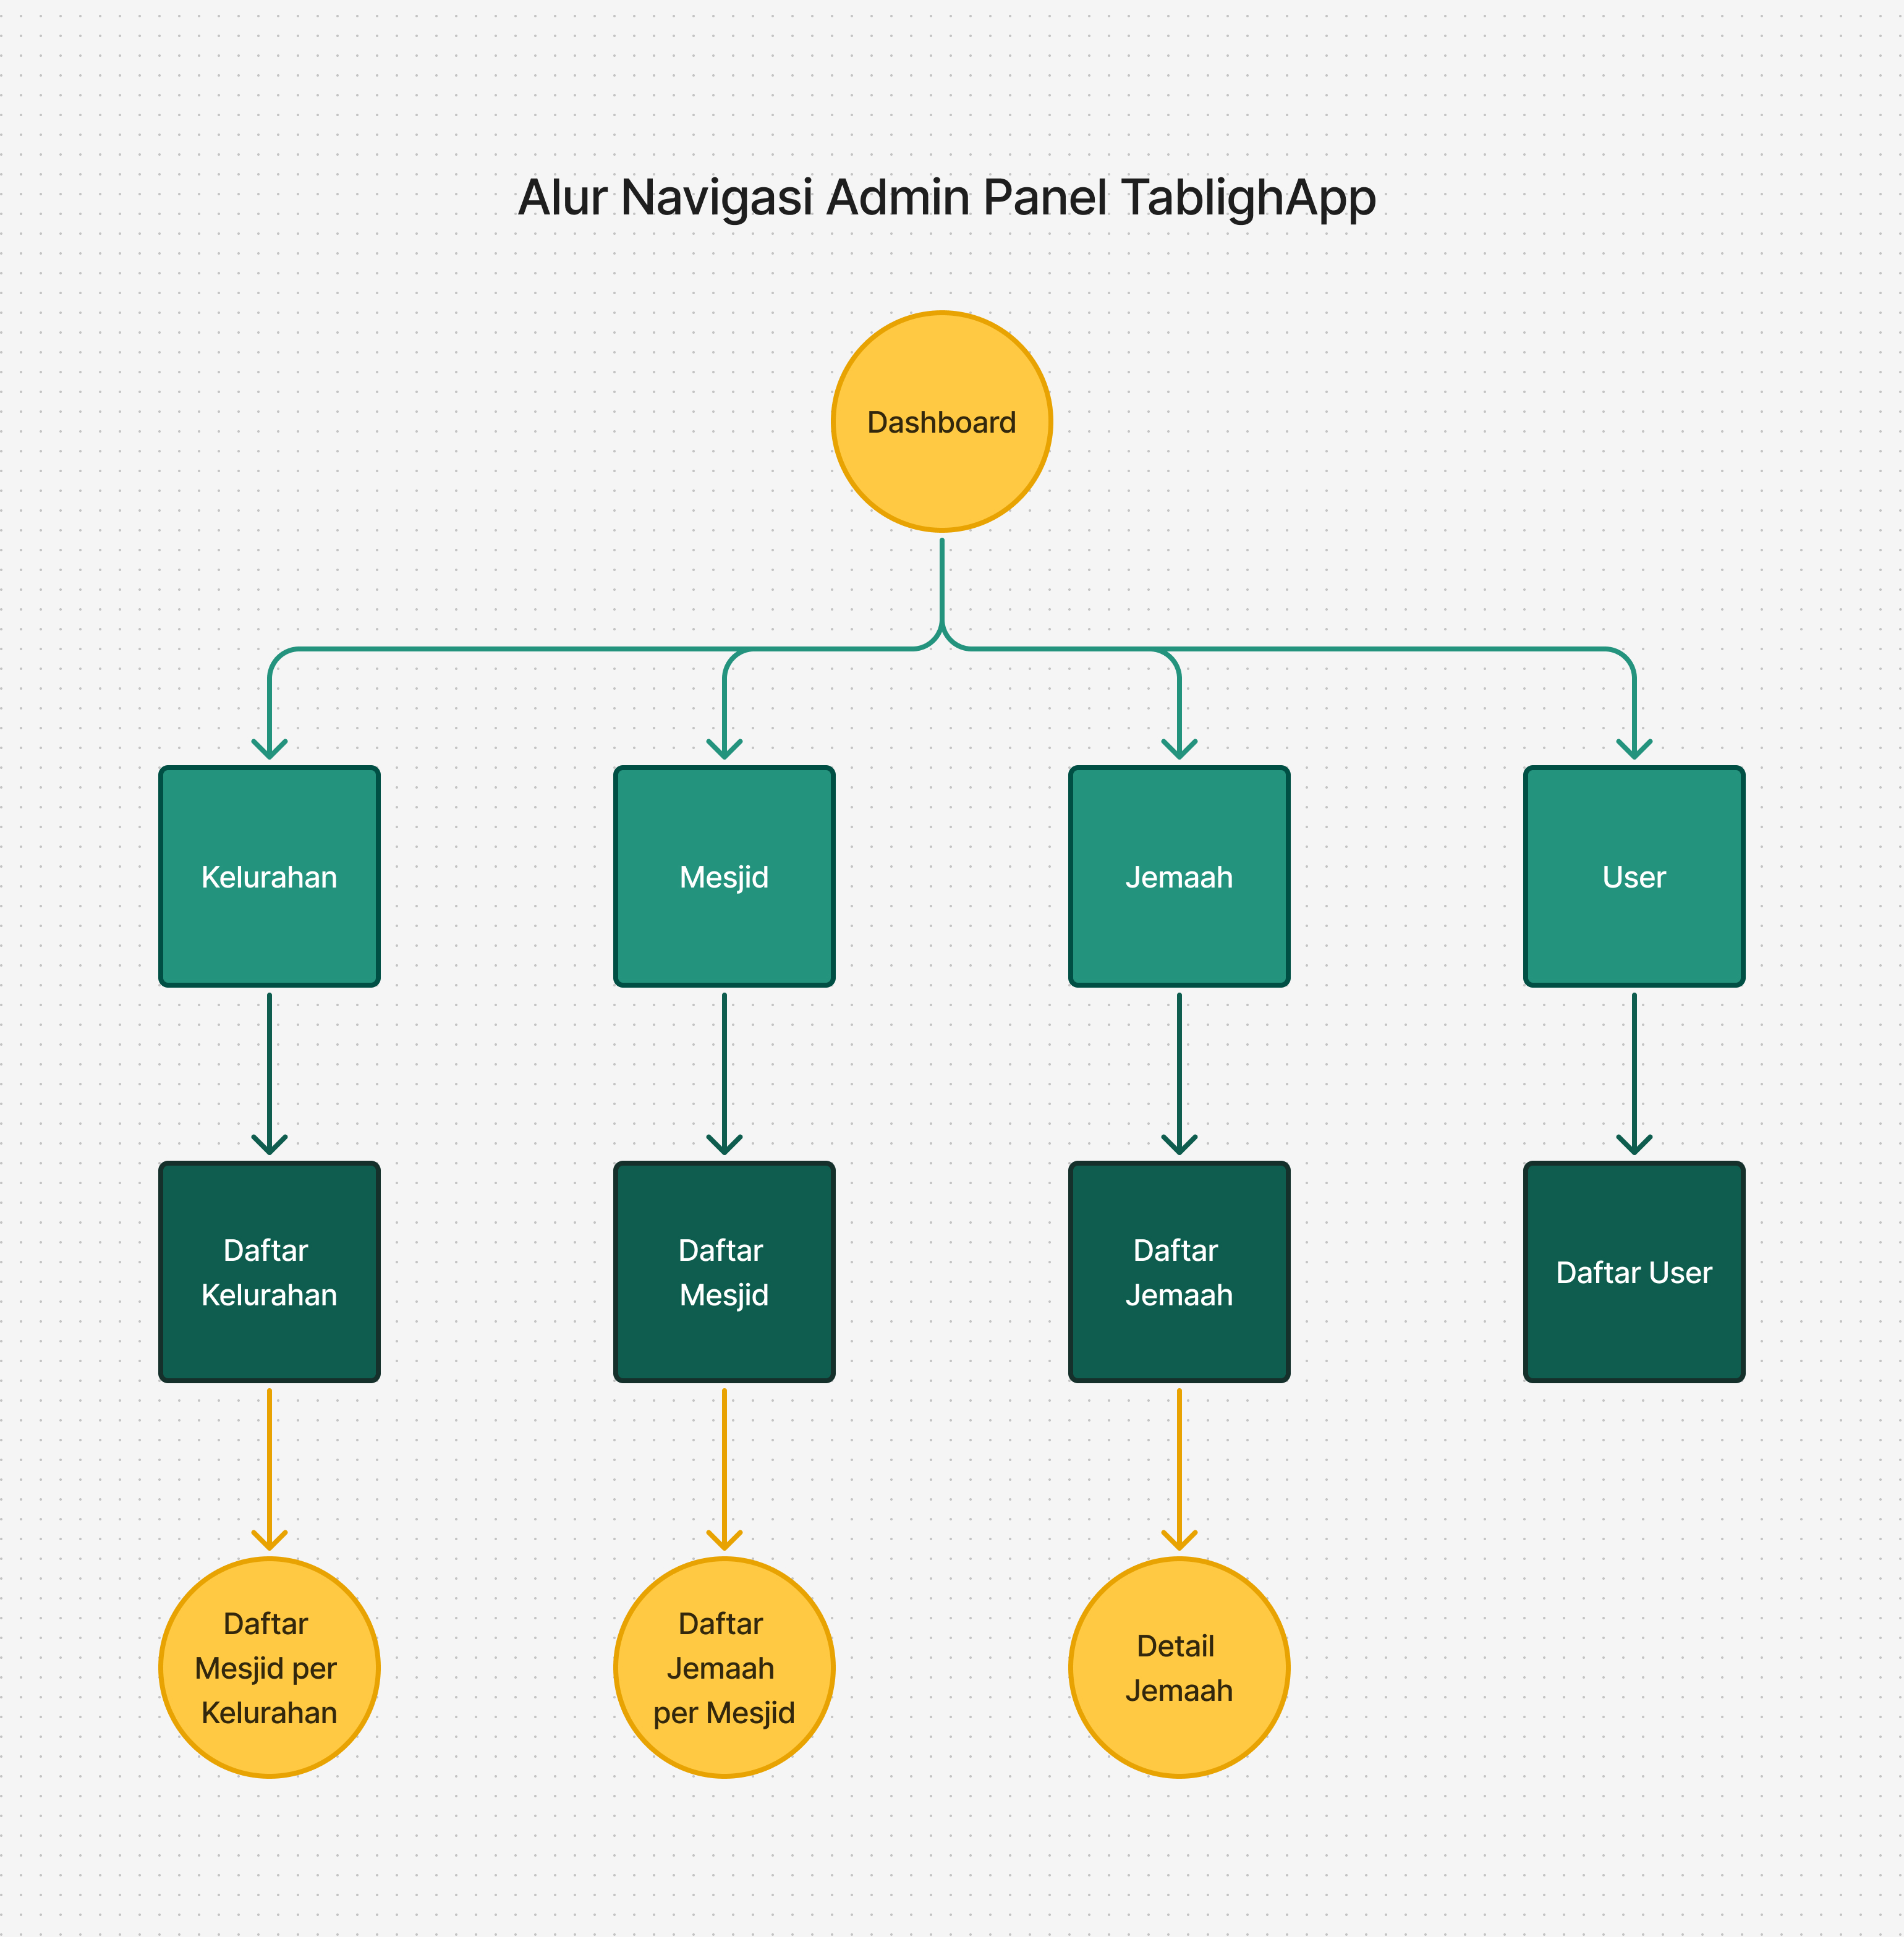 Alur Navigasi Admin Panel TablighApp
Dashboard
Kelurahan
Mesjid
Jemaah
User
Daftar
Kelurahan
Daftar
Mesjid
Daftar
Jemaah
Daftar User
Daftar
Mesjid per
Kelurahan
Daftar
Jemaah
per Mesjid
Detail
Jemaah